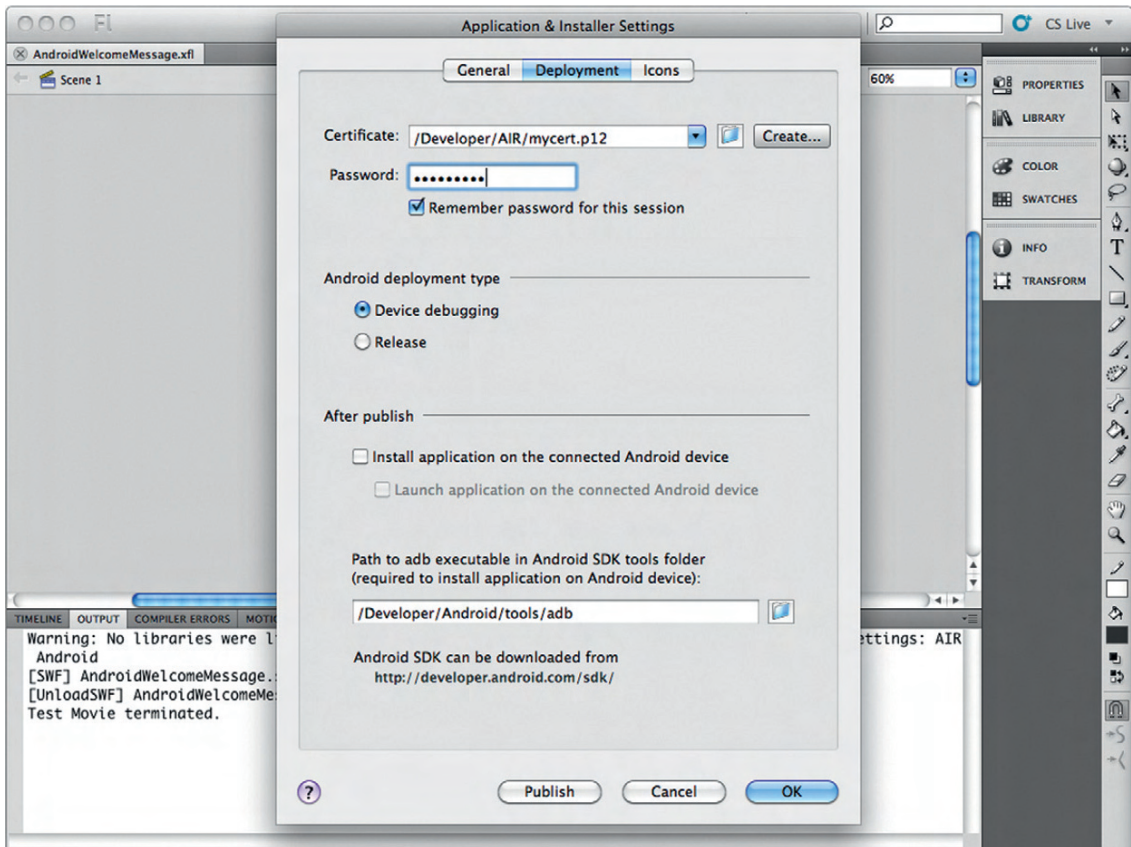 Fl
CS Live
AndroidWelcomeMessage.xfl
Scene 1
60%
Application & Installer Settings
General
Deployment
Icons
Certificate:
/Developer/AIR/mycert.p12
Create...
Password:
•••••••••
Remember password for this session
Android deployment type
Device debugging
Release
After publish
Install application on the connected Android device
Launch application on the connected Android device
Path to adb executable in Android SDK tools folder
(required to install application on Android device):
/Developer/Android/tools/adb
Android SDK can be downloaded from
http://developer.android.com/sdk/
?
Publish
Cancel
OK
PROPERTIES
LIBRARY
COLOR
SWATCHES
INFO
TRANSFORM
T
TIMELINE
OUTPUT
COMPILER ERRORS
Warning: No libraries were
ettings: AIR
Android
[SWF] AndroidWelcomeMessage.
[UnloadSWF] AndroidWelcomeMe
Test Movie terminated.